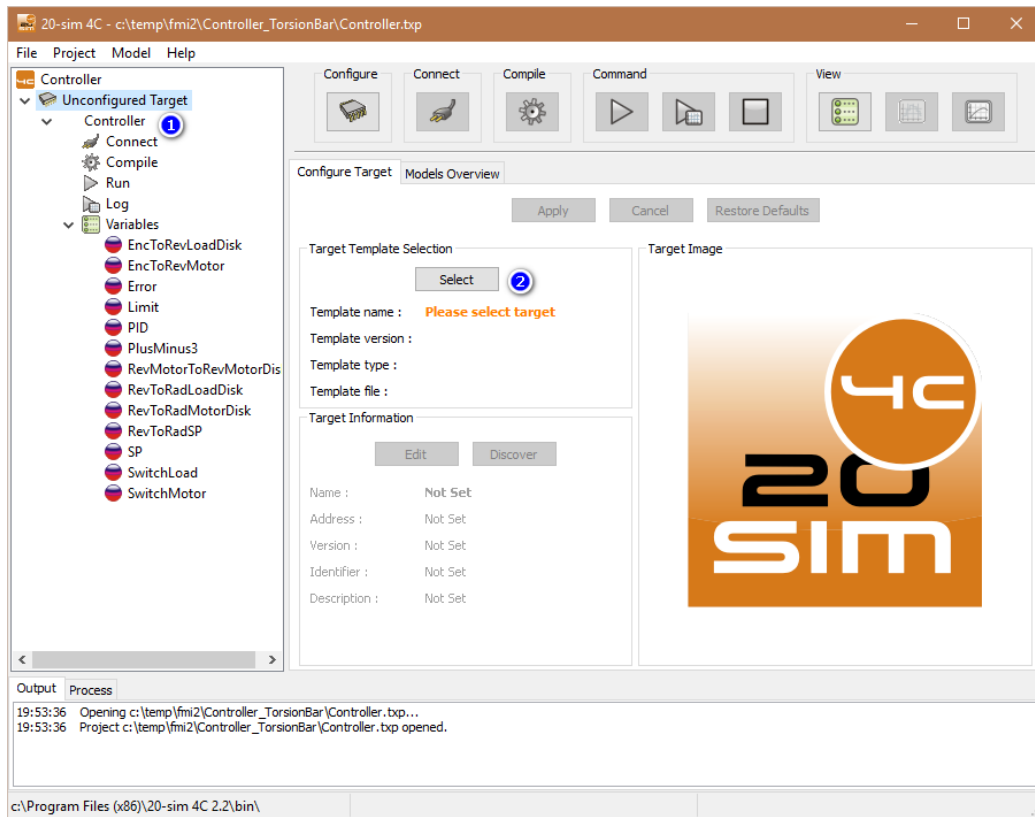 20-sim 4C - c:\temp\fmi2\Controller_TorsionBar\Controller.txp
File Project Model Help
4C Controller
Unconfigured Target
Controller 1
Connect
Compile
Run
Log
Variables
EncToRevLoadDisk
EncToRevMotor
Error
Limit
PID
PlusMinus3
RevMotorToRevMotorDis
RevToRadLoadDisk
RevToRadMotorDisk
RevToRadSP
SP
SwitchLoad
SwitchMotor
Configure Connect Compile Command View
Configure Target Models Overview
Apply Cancel Restore Defaults
Target Template Selection
Select 2
Template name : Please select target
Template version :
Template type :
Template file :
Target Information
Edit Discover
Name : Not Set
Address : Not Set
Version : Not Set
Identifier : Not Set
Description : Not Set
Target Image
4C
20
SIM
Output Process
19:53:36 Opening c:\temp\fmi2\Controller_TorsionBar\Controller.txp...
19:53:36 Project c:\temp\fmi2\Controller_TorsionBar\Controller.txp opened.
c:\Program Files (x86)\20-sim 4C 2.2\bin\